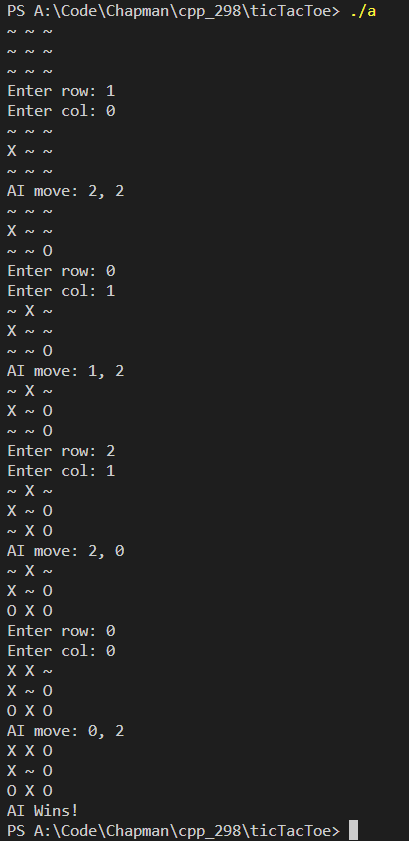 PS A:\Code\Chapman\cpp_298\ticTacToe> ./a
~ ~ ~
~ ~ ~
~ ~ ~
Enter row: 1
Enter col: 0
~ ~ ~
X ~ ~
~ ~ ~
AI move: 2, 2
~ ~ ~
X ~ ~
~ ~ O
Enter row: 0
Enter col: 1
~ X ~
X ~ ~
~ ~ O
AI move: 1, 2
~ X ~
X ~ O
~ ~ O
Enter row: 2
Enter col: 1
~ X ~
X ~ O
~ X O
AI move: 2, 0
~ X ~
X ~ O
O X O
Enter row: 0
Enter col: 0
X X ~
X ~ O
O X O
AI move: 0, 2
X X O
X ~ O
O X O
AI Wins!
PS A:\Code\Chapman\cpp_298\ticTacToe>